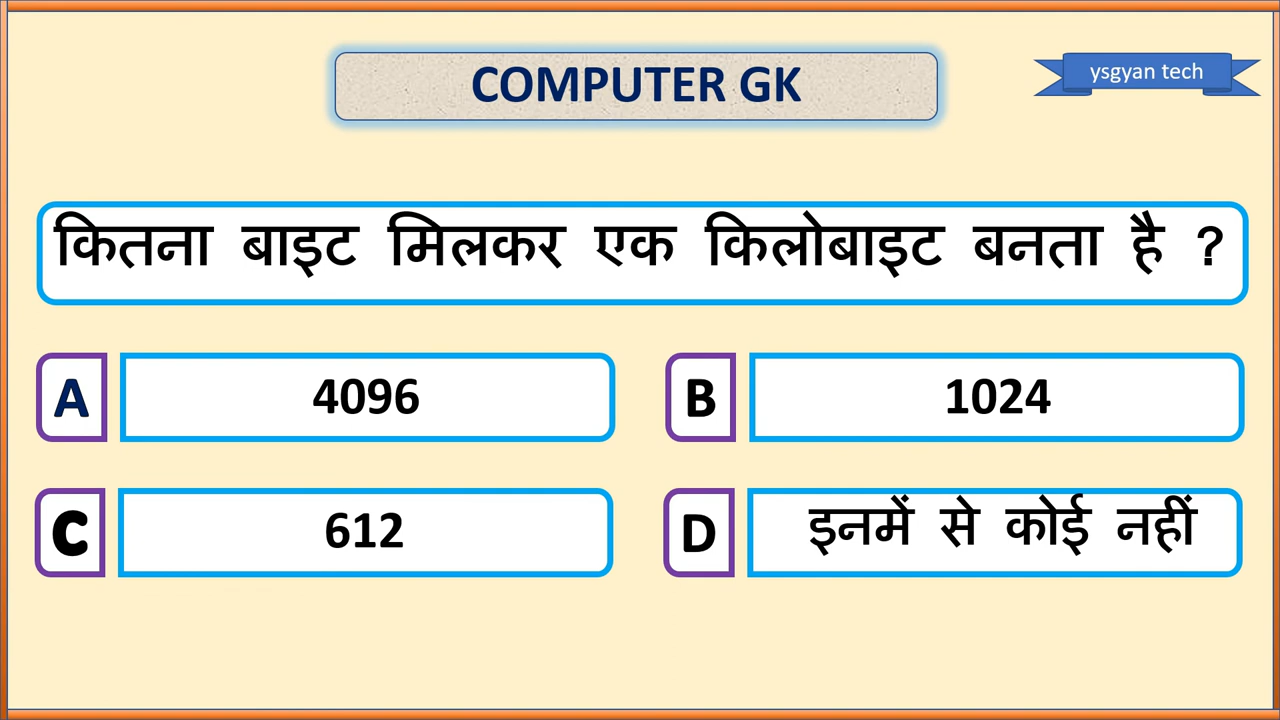 COMPUTER GK
ysgyan tech
कितना बाइट मिलकर एक किलोबाइट बनता है ?
A 4096
B 1024
C 612
D इनमें से कोई नहीं